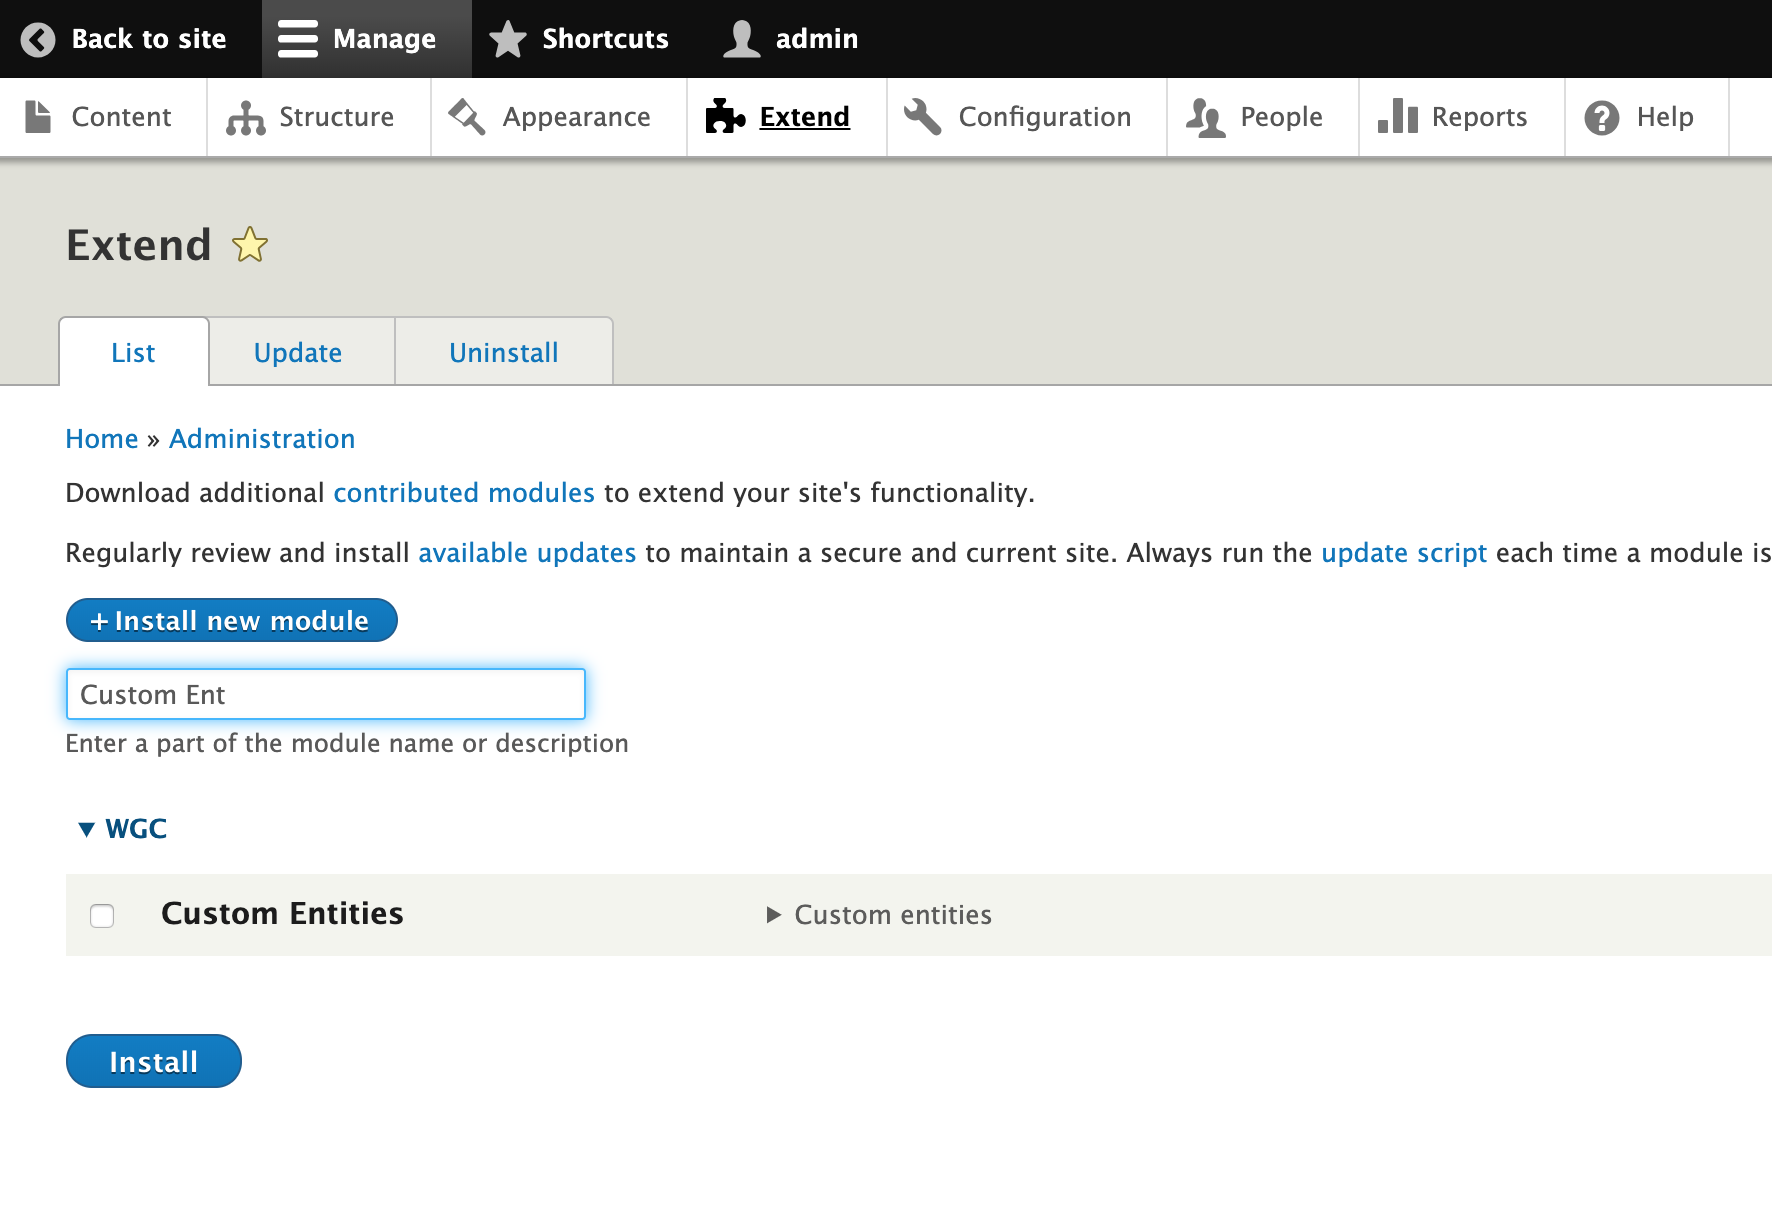 Back to site Manage Shortcuts admin
Content Structure Appearance Extend Configuration People Reports Help
Extend
List Update Uninstall
Home » Administration
Download additional contributed modules to extend your site's functionality.
Regularly review and install available updates to maintain a secure and current site. Always run the update script each time a module is
+ Install new module
Custom Ent
Enter a part of the module name or description
▼ WGC
Custom Entities ▶ Custom entities
Install